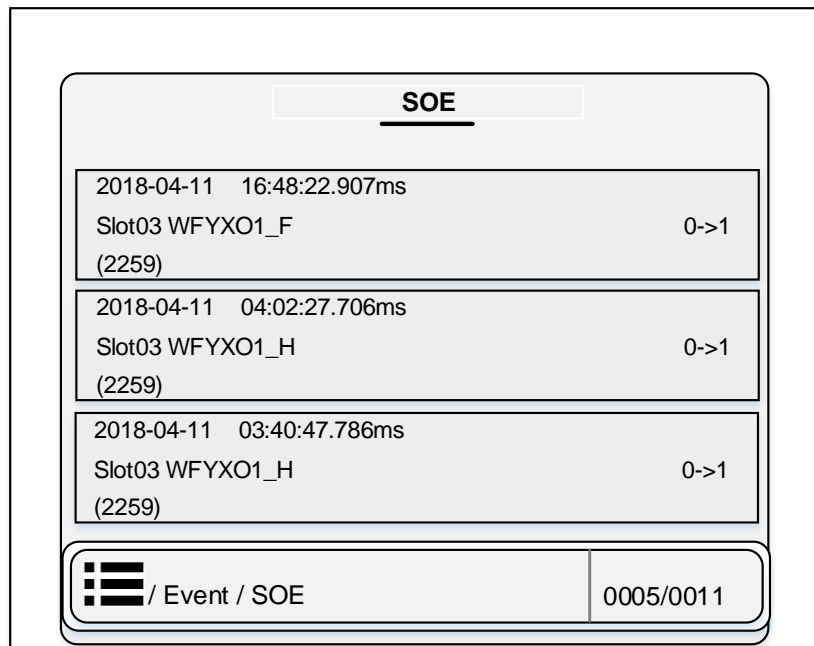 SOE
2018-04-11 16:48:22.907ms
Slot03 WFYXO1_F 0->1
(2259)
2018-04-11 04:02:27.706ms
Slot03 WFYXO1_H 0->1
(2259)
2018-04-11 03:40:47.786ms
Slot03 WFYXO1_H 0->1
(2259)
/ Event / SOE 0005/0011